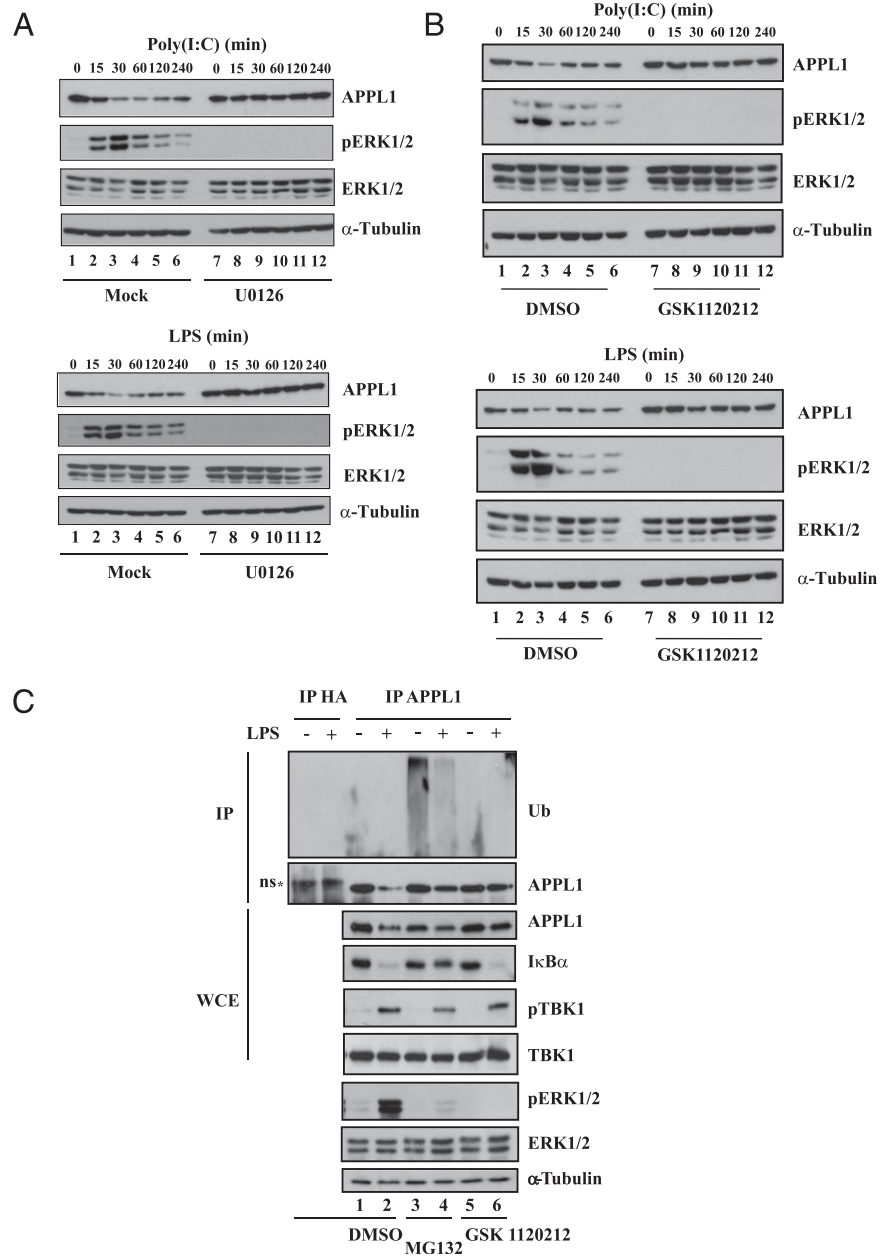 A
Poly(I:C) (min)
0 15 30 60 120 240 0 15 30 60 120 240
APPL1
pERK1/2
ERK1/2
α-Tubulin
1 2 3 4 5 6 7 8 9 10 11 12
Mock U0126
LPS (min)
0 15 30 60 120 240 0 15 30 60 120 240
APPL1
pERK1/2
ERK1/2
α-Tubulin
1 2 3 4 5 6 7 8 9 10 11 12
Mock U0126
B
Poly(I:C) (min)
0 15 30 60 120 240 0 15 30 60 120 240
APPL1
pERK1/2
ERK1/2
α-Tubulin
1 2 3 4 5 6 7 8 9 10 11 12
DMSO GSK1120212
LPS (min)
0 15 30 60 120 240 0 15 30 60 120 240
APPL1
pERK1/2
ERK1/2
α-Tubulin
1 2 3 4 5 6 7 8 9 10 11 12
DMSO GSK1120212
C
IP HA IP APPL1
LPS - + - + - + - +
IP Ub
ns* APPL1
APPL1
IκBα
WCE pTBK1
TBK1
pERK1/2
ERK1/2
α-Tubulin
1 2 3 4 5 6
DMSO MG132 GSK 1120212